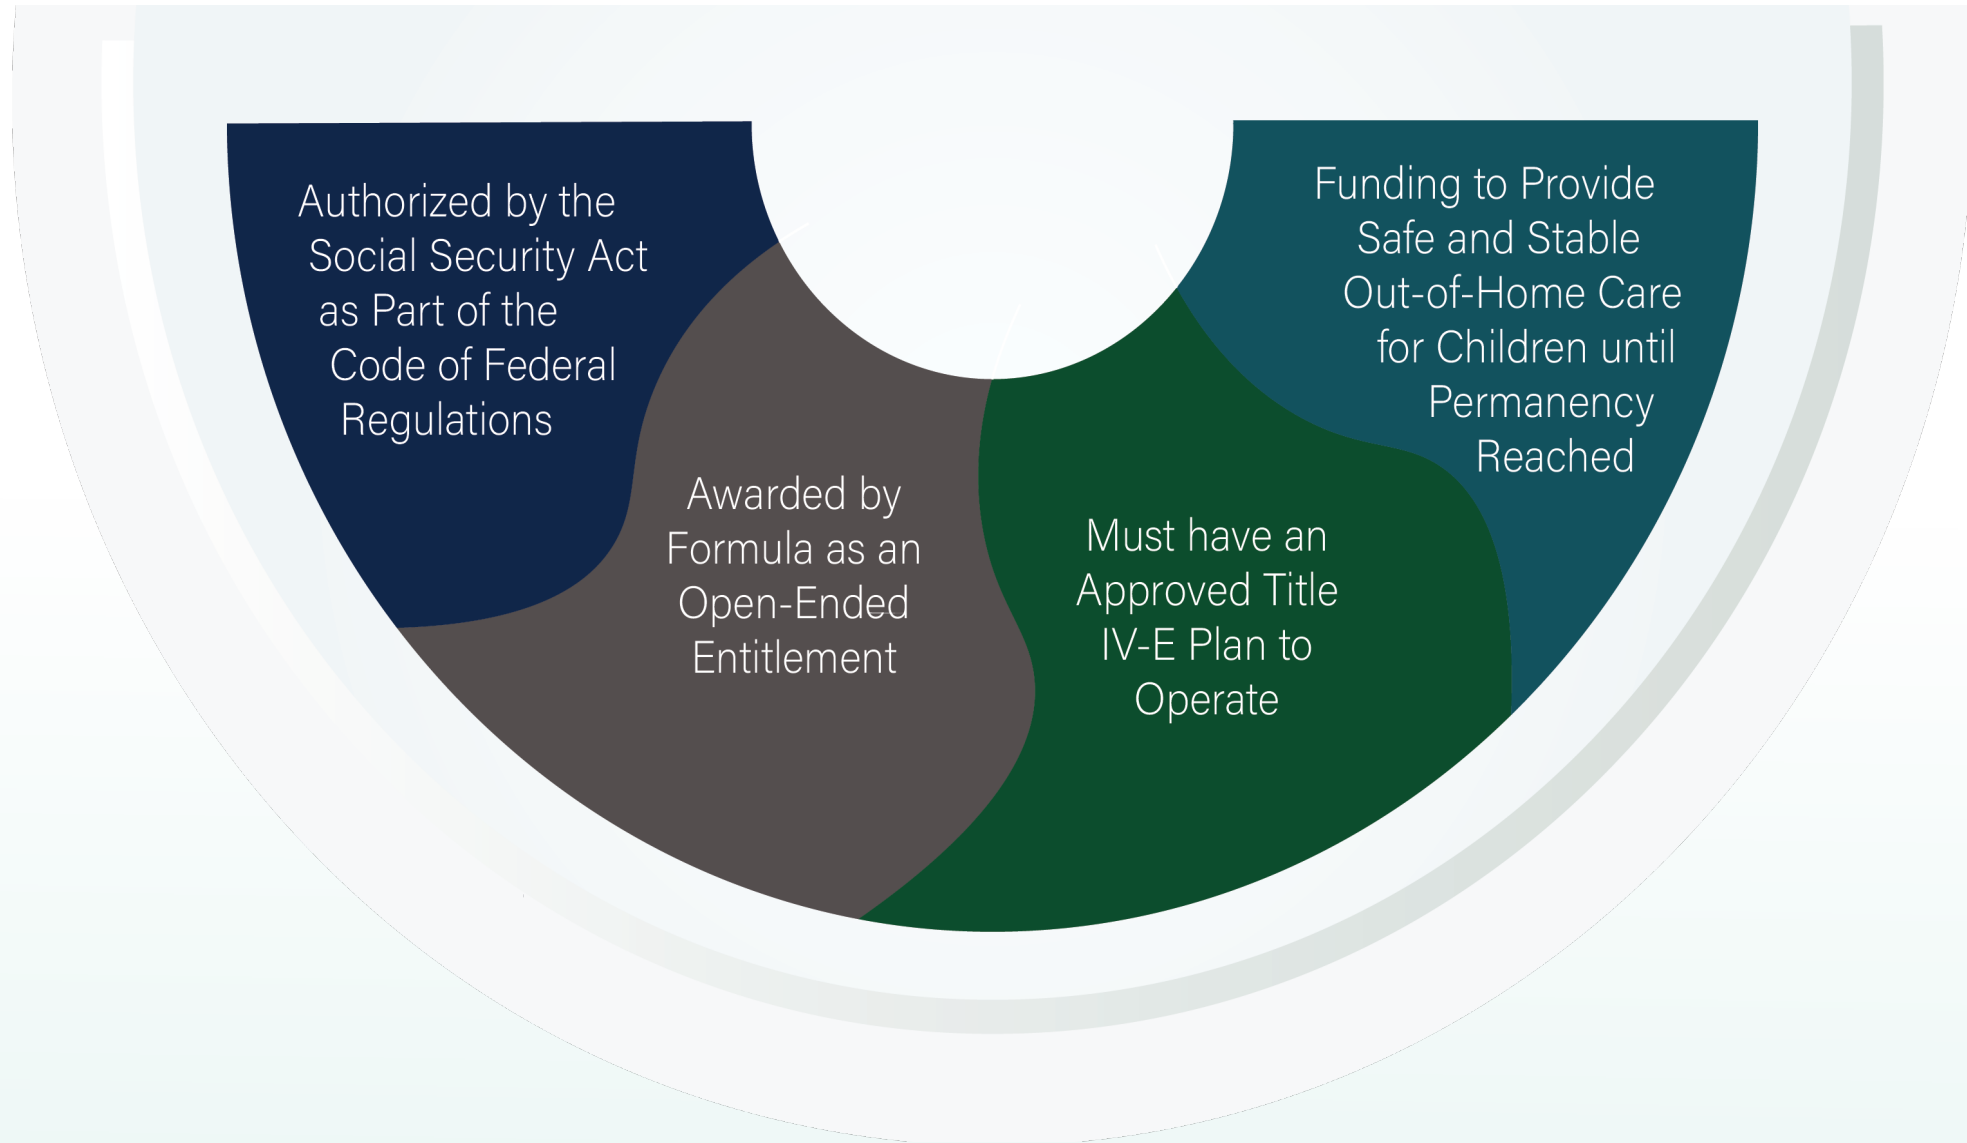 Authorized by the
Social Security Act
as Part of the
Code of Federal
Regulations
Awarded by
Formula as an
Open-Ended
Entitlement
Must have an
Approved Title
IV-E Plan to
Operate
Funding to Provide
Safe and Stable
Out-of-Home Care
for Children until
Permanency
Reached